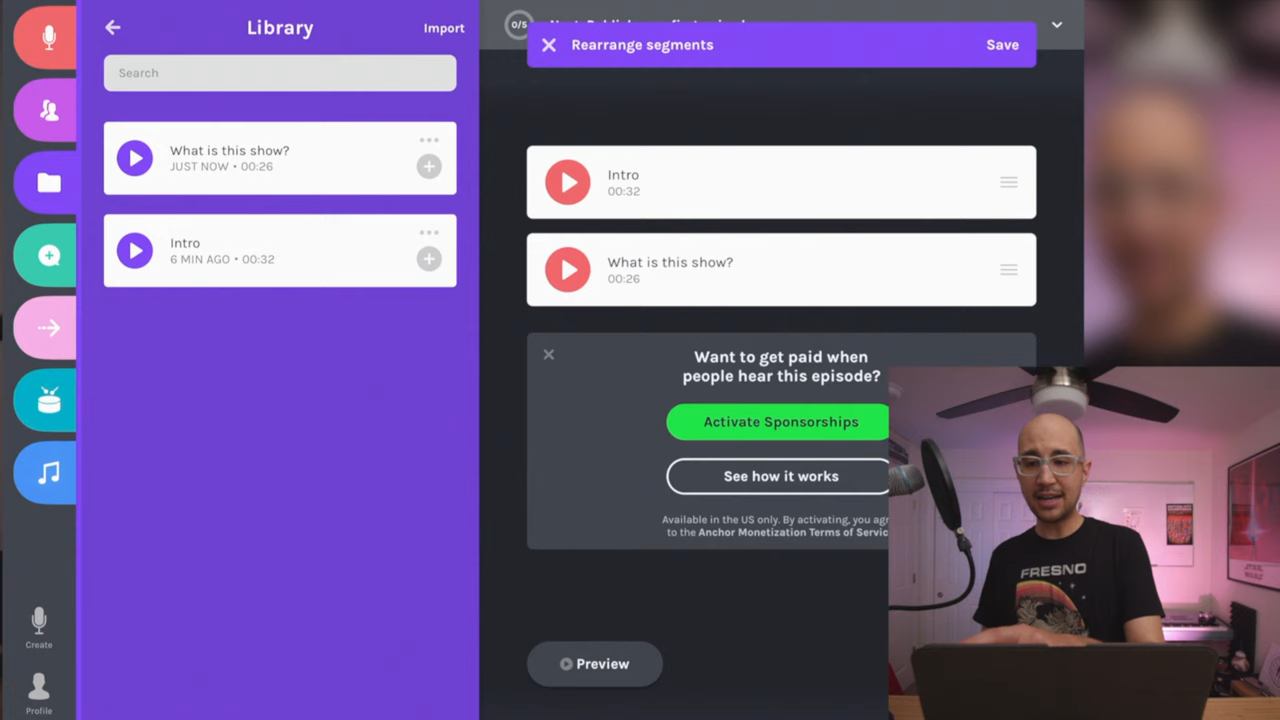 Library
Import
Search
What is this show?
JUST NOW • 00:26
Intro
6 MIN AGO • 00:32
Create
Profile
0/5
Rearrange segments
Save
Intro
00:32
What is this show?
00:26
Want to get paid when
people hear this episode?
Activate Sponsorships
See how it works
Available in the US only. By activating, you agr
to the Anchor Monetization Terms of Servic
Preview
FRESNO
STAR
WARS